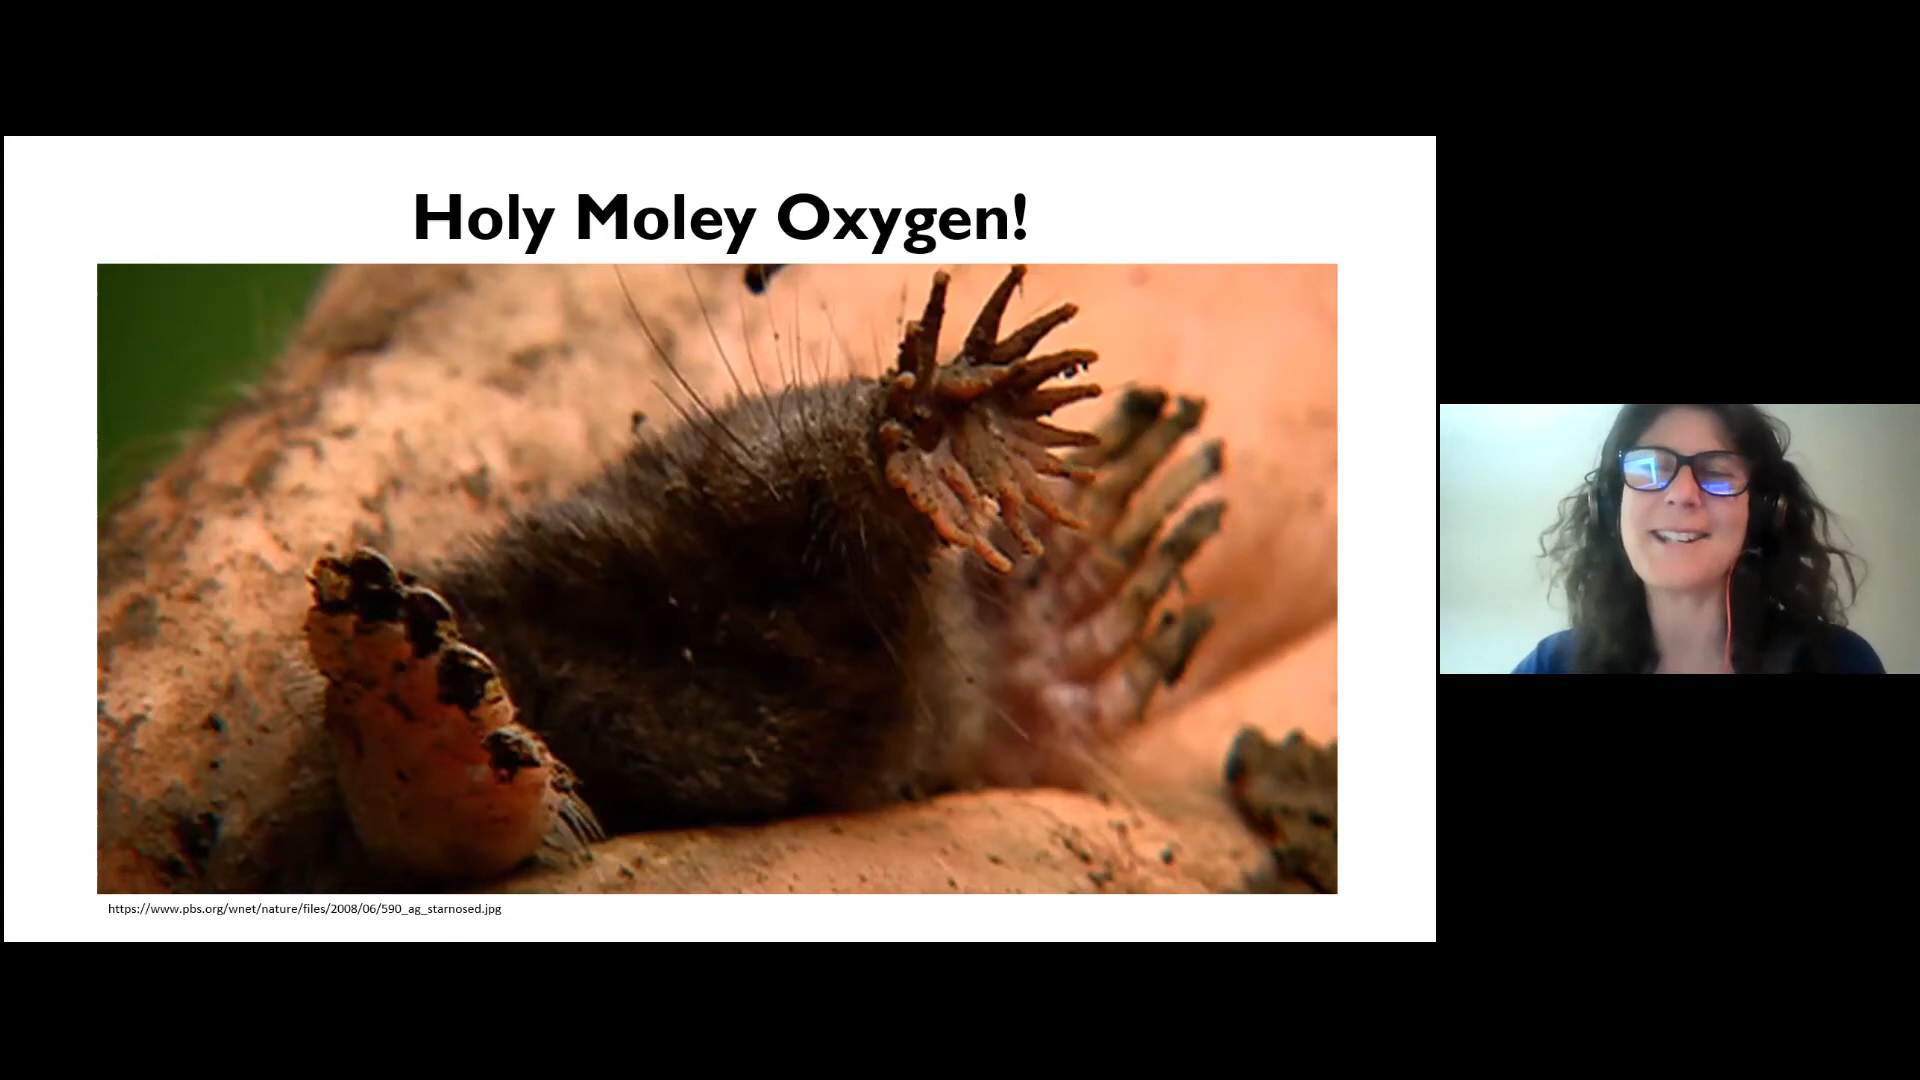 Holy Moley Oxygen!
https://www.pbs.org/wnet/nature/files/2008/06/590_ag_starnosed.jpg